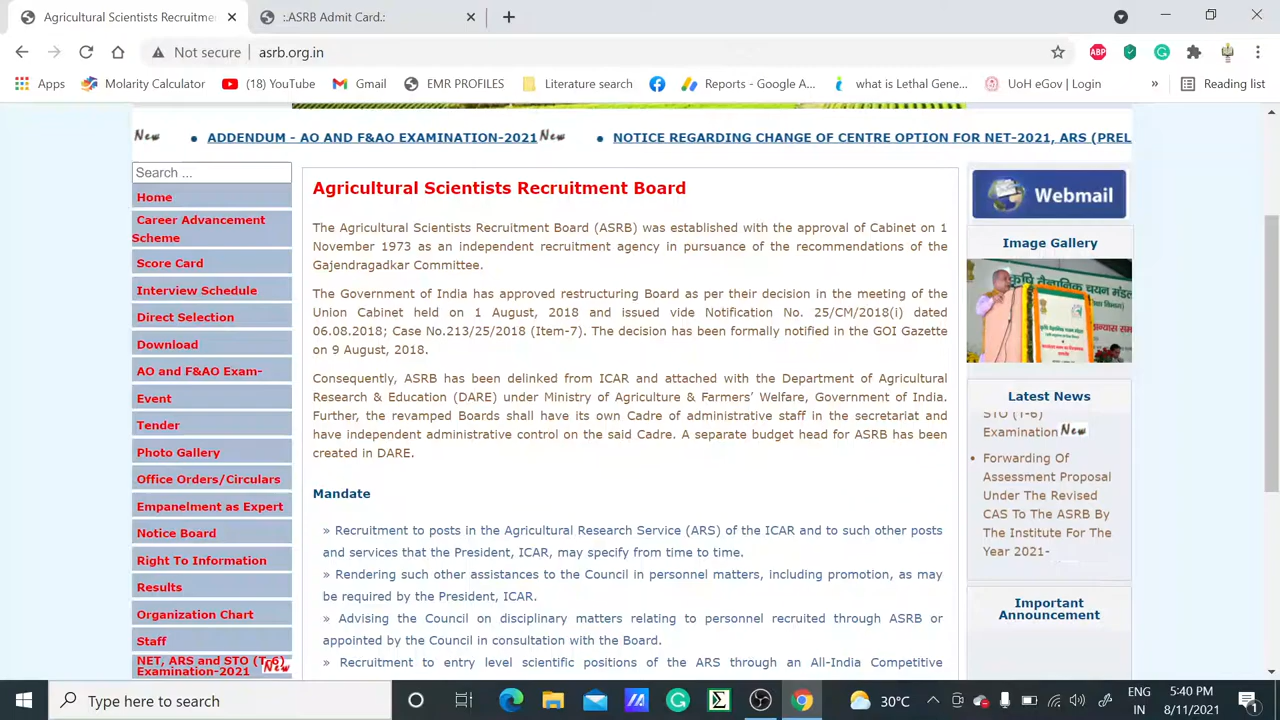 Agricultural Scientists Recruitmen
:.ASRB Admit Card.:
Not secure
asrb.org.in
ABP
Apps
Molarity Calculator
(18) YouTube
Gmail
EMR PROFILES
Literature search
Reports - Google A...
what is Lethal Gene...
UoH eGov | Login
»
Reading list
New
• ADDENDUM - AO AND F&AO EXAMINATION-2021 New
• NOTICE REGARDING CHANGE OF CENTRE OPTION FOR NET-2021, ARS (PREL
Search ...
Home
Career Advancement
Scheme
Score Card
Interview Schedule
Direct Selection
Download
AO and F&AO Exam-
Event
Tender
Photo Gallery
Office Orders/Circulars
Empanelment as Expert
Notice Board
Right To Information
Results
Organization Chart
Staff
NET, ARS and STO (T-6)
Examination-2021 New
Agricultural Scientists Recruitment Board
The Agricultural Scientists Recruitment Board (ASRB) was established with the approval of Cabinet on 1
November 1973 as an independent recruitment agency in pursuance of the recommendations of the
Gajendragadkar Committee.
The Government of India has approved restructuring Board as per their decision in the meeting of the
Union Cabinet held on 1 August, 2018 and issued vide Notification No. 25/CM/2018(i) dated
06.08.2018; Case No.213/25/2018 (Item-7). The decision has been formally notified in the GOI Gazette
on 9 August, 2018.
Consequently, ASRB has been delinked from ICAR and attached with the Department of Agricultural
Research & Education (DARE) under Ministry of Agriculture & Farmers’ Welfare, Government of India.
Further, the revamped Boards shall have its own Cadre of administrative staff in the secretariat and
have independent administrative control on the said Cadre. A separate budget head for ASRB has been
created in DARE.
Mandate
» Recruitment to posts in the Agricultural Research Service (ARS) of the ICAR and to such other posts
and services that the President, ICAR, may specify from time to time.
» Rendering such other assistances to the Council in personnel matters, including promotion, as may
be required by the President, ICAR.
» Advising the Council on disciplinary matters relating to personnel recruited through ASRB or
appointed by the Council in consultation with the Board.
» Recruitment to entry level scientific positions of the ARS through an All-India Competitive
Webmail
Image Gallery
कृषि वैज्ञानिक चयन मंडल
Latest News
STO (T-6)
Examination New
• Forwarding Of
Assessment Proposal
Under The Revised
CAS To The ASRB By
The Institute For The
Year 2021-
Important
Announcement
Type here to search
30°C
ENG
IN
5:40 PM
8/11/2021
1